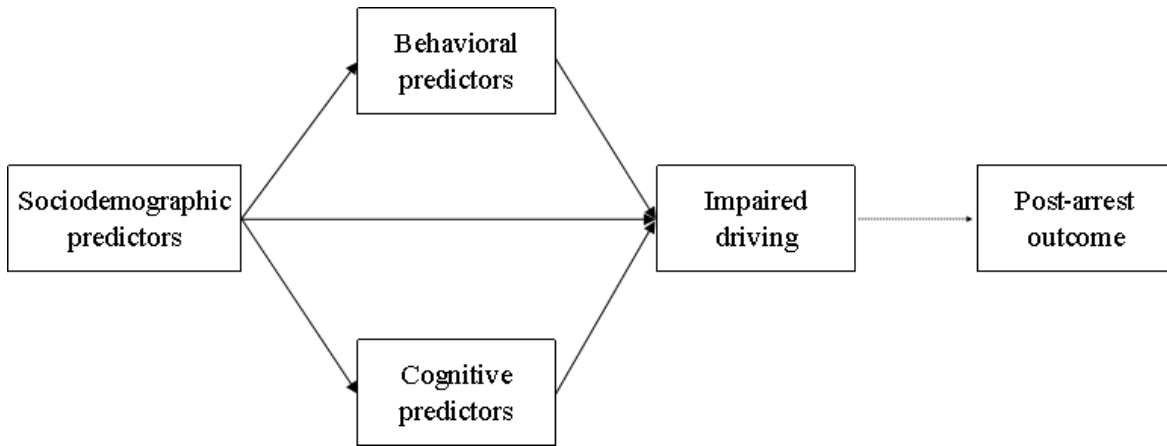 Behavioral
predictors
Sociodemographic
predictors
Impaired
driving
Post-arrest
outcome
Cognitive
predictors